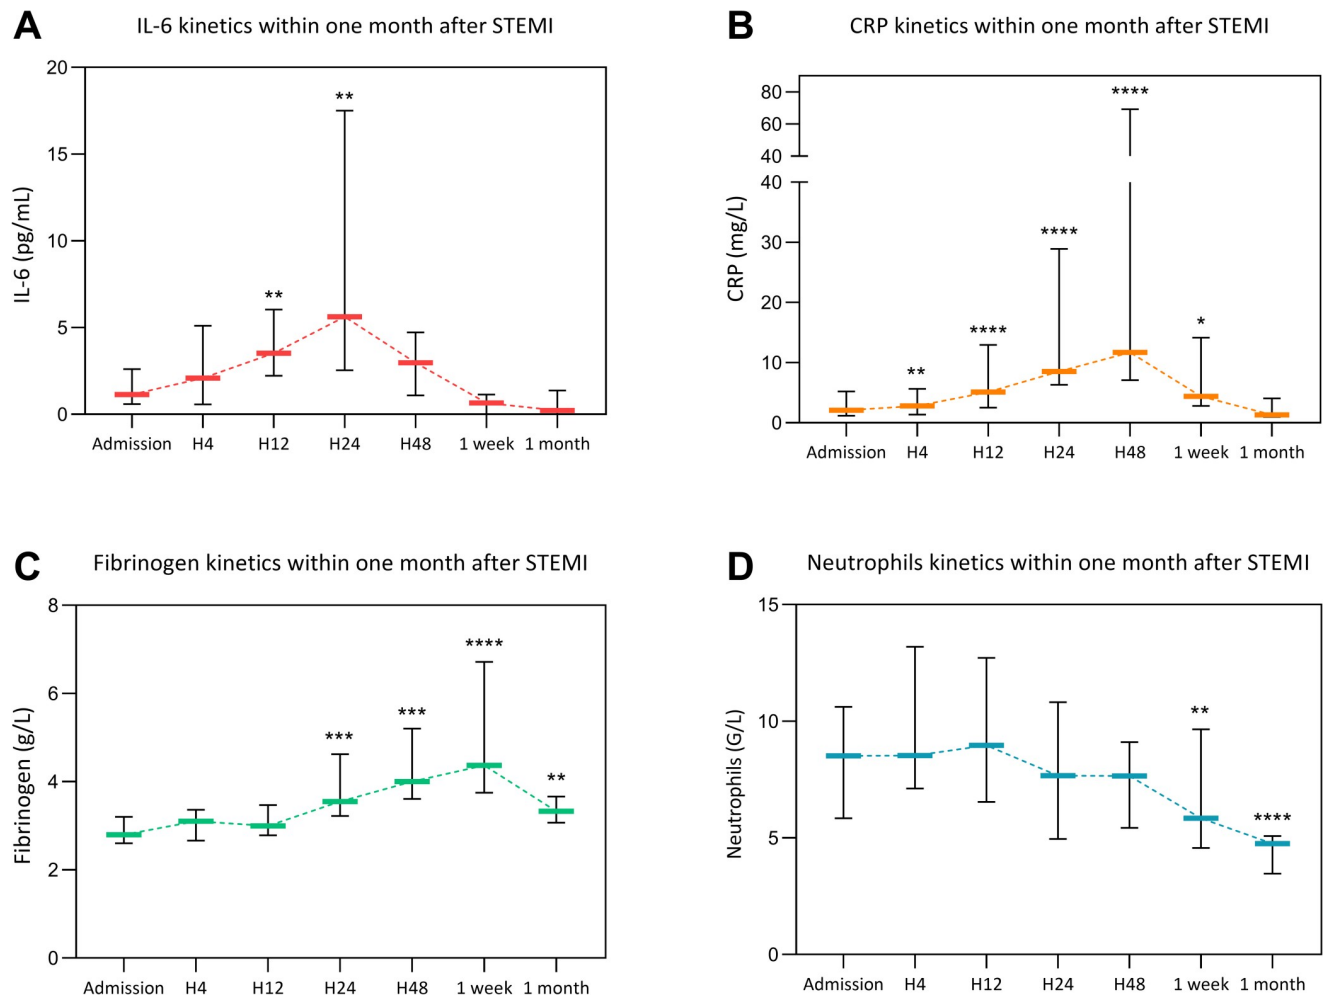 A
IL-6 kinetics within one month after STEMI
IL-6 (pg/mL)
20
15
10
5
0
**
**
Admission H4 H12 H24 H48 1 week 1 month
B
CRP kinetics within one month after STEMI
CRP (mg/L)
80
60
40
40
30
20
10
0
**
****
****
****
*
Admission H4 H12 H24 H48 1 week 1 month
C
Fibrinogen kinetics within one month after STEMI
Fibrinogen (g/L)
8
6
4
2
0
***
***
****
**
Admission H4 H12 H24 H48 1 week 1 month
D
Neutrophils kinetics within one month after STEMI
Neutrophils (G/L)
15
10
5
0
**
****
Admission H4 H12 H24 H48 1 week 1 month